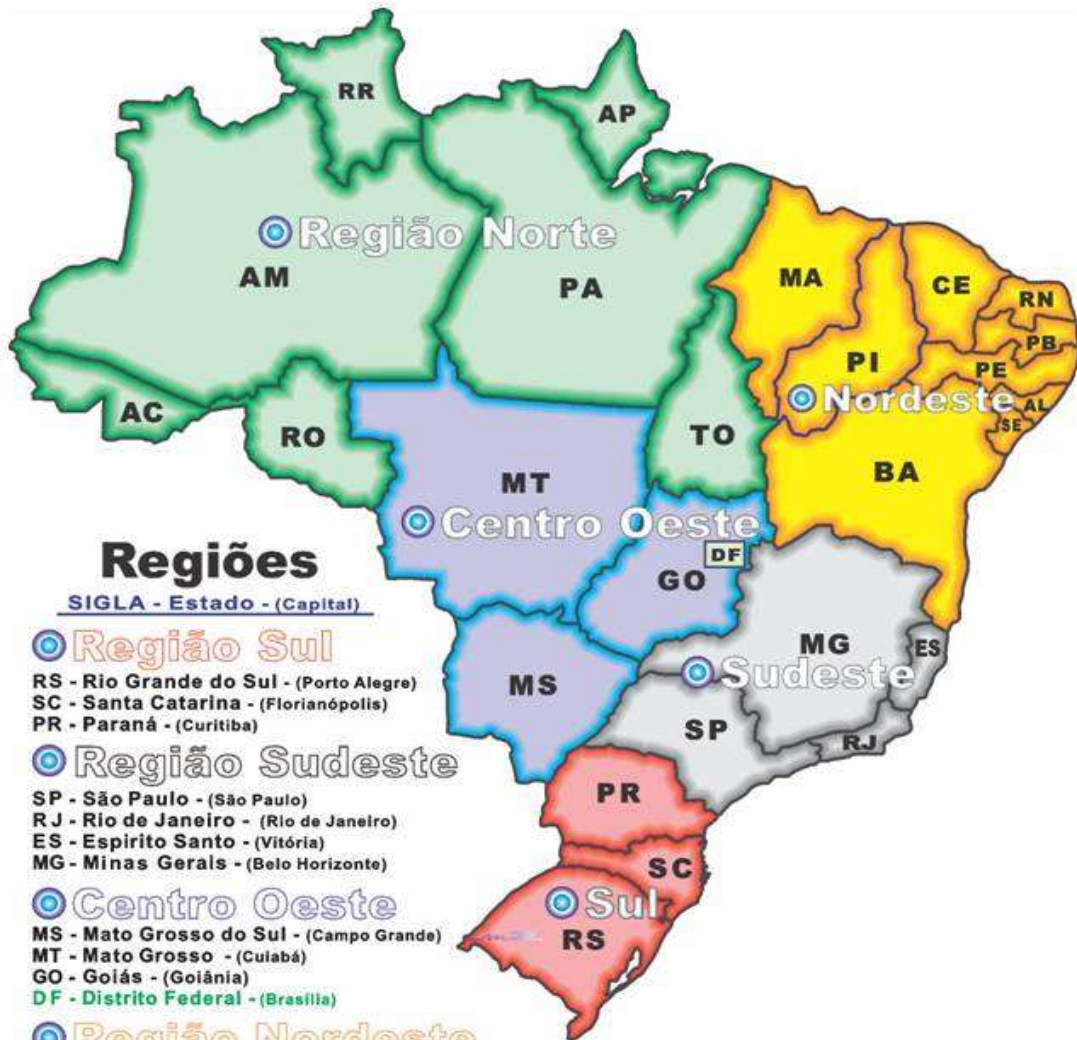 RR
AP
Região Norte
AM
PA
MA
CE
RN
PB
PI
PE
Nordeste
AL
SE
AC
RO
TO
BA
MT
Centro Oeste
DF
GO
MG
ES
MS
Sudeste
SP
RJ
PR
SC
Sul
RS
Regiões
SIGLA - Estado - (Capital)
Região Sul
RS - Rio Grande do Sul - (Porto Alegre)
SC - Santa Catarina - (Florianópolis)
PR - Paraná - (Curitiba)
Região Sudeste
SP - São Paulo - (São Paulo)
RJ - Rio de Janeiro - (Rio de Janeiro)
ES - Espirito Santo - (Vitória)
MG - Minas Gerais - (Belo Horizonte)
Centro Oeste
MS - Mato Grosso do Sul - (Campo Grande)
MT - Mato Grosso - (Cuiabá)
GO - Goiás - (Goiânia)
DF - Distrito Federal - (Brasília)
Região Nordeste